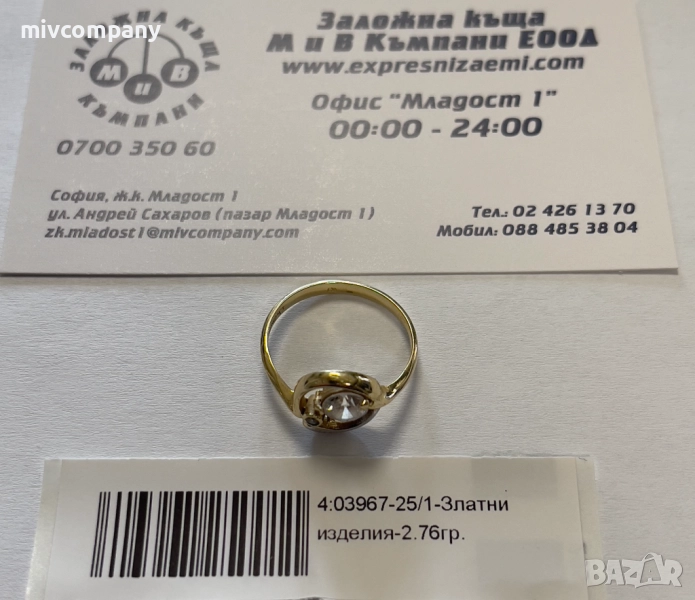 mivcompany
ЗАЛОЖНА КЪЩА
М и В
КЪМПАНИ
0700 350 60
Заложна къща
М и В Къмпани ЕООД
www.expresnizaemi.com
Офис "Младост 1"
00:00 - 24:00
София, ж.к. Младост 1
ул. Андрей Сахаров (пазар Младост 1)
zk.mladost1@mivcompany.com
Тел.: 02 426 13 70
Мобил: 088 485 38 04
4:03967-25/1-Златни
изделия-2.76гр.
BAZAR.bg